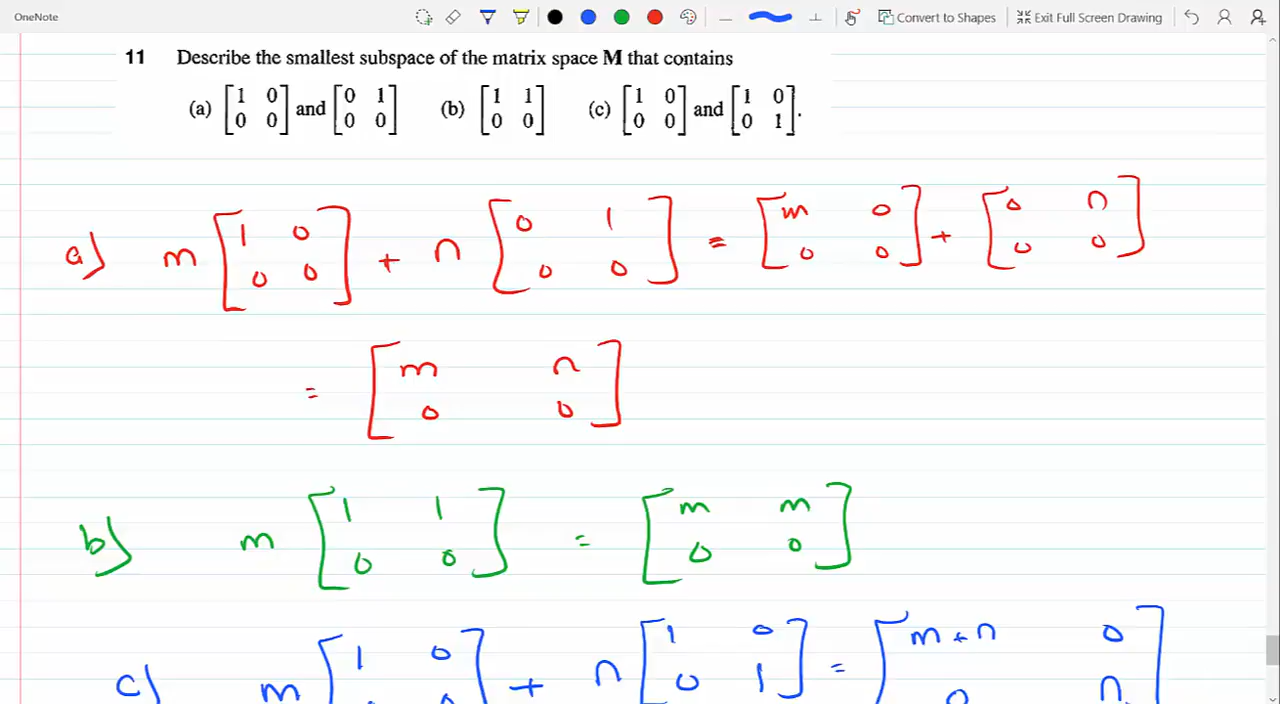 OneNote
Convert to Shapes
Exit Full Screen Drawing
11 Describe the smallest subspace of the matrix space M that contains
(a) [1 0; 0 0] and [0 1; 0 0] (b) [1 1; 0 0] (c) [1 0; 0 0] and [1 0; 0 1].
a) m [1 0; 0 0] + n [0 1; 0 0] = [m 0; 0 0] + [0 n; 0 0]
= [m n; 0 0]
b) m [1 1; 0 0] = [m m; 0 0]
c) m [1 0; 0 0] + n [1 0; 0 1] = [m+n 0; 0 n]